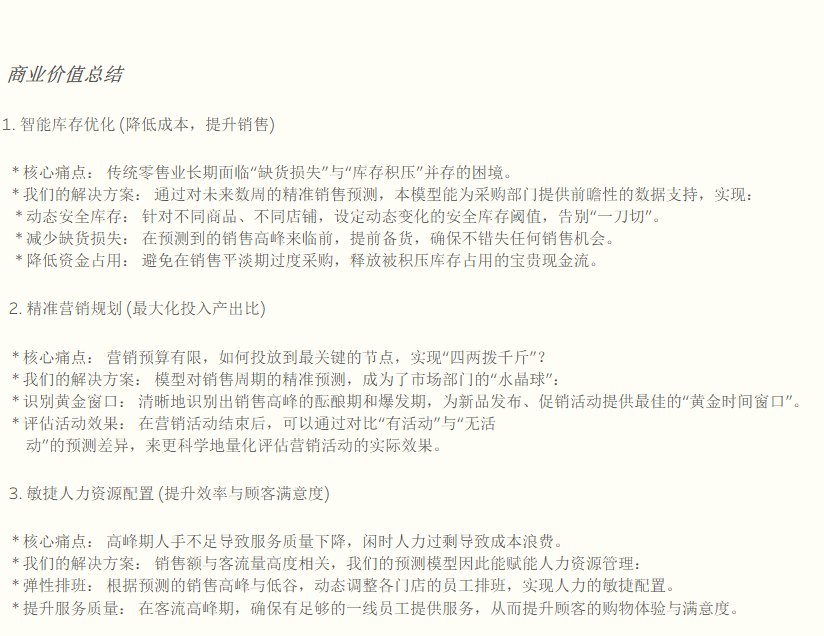 商业价值总结
1. 智能库存优化 (降低成本，提升销售)
* 核心痛点： 传统零售业长期面临“缺货损失”与“库存积压”并存的困境。
* 我们的解决方案： 通过对未来数周的精准销售预测，本模型能为采购部门提供前瞻性的数据支持，实现：
* 动态安全库存： 针对不同商品、不同店铺，设定动态变化的安全库存阈值，告别“一刀切”。
* 减少缺货损失： 在预测到的销售高峰来临前，提前备货，确保不错失任何销售机会。
* 降低资金占用： 避免在销售平淡期过度采购，释放被积压库存占用的宝贵现金流。
2. 精准营销规划 (最大化投入产出比)
* 核心痛点： 营销预算有限，如何投放到最关键的节点，实现“四两拨千斤”？
* 我们的解决方案： 模型对销售周期的精准预测，成为了市场部门的“水晶球”：
* 识别黄金窗口： 清晰地识别出销售高峰的酝酿期和爆发期，为新品发布、促销活动提供最佳的“黄金时间窗口”。
* 评估活动效果： 在营销活动结束后，可以通过对比“有活动”与“无活
动”的预测差异，来更科学地量化评估营销活动的实际效果。
3. 敏捷人力资源配置 (提升效率与顾客满意度)
* 核心痛点： 高峰期人手不足导致服务质量下降，闲时人力过剩导致成本浪费。
* 我们的解决方案： 销售额与客流量高度相关，我们的预测模型因此能赋能人力资源管理：
* 弹性排班： 根据预测的销售高峰与低谷，动态调整各门店的员工排班，实现人力的敏捷配置。
* 提升服务质量： 在客流高峰期，确保有足够的一线员工提供服务，从而提升顾客的购物体验与满意度。